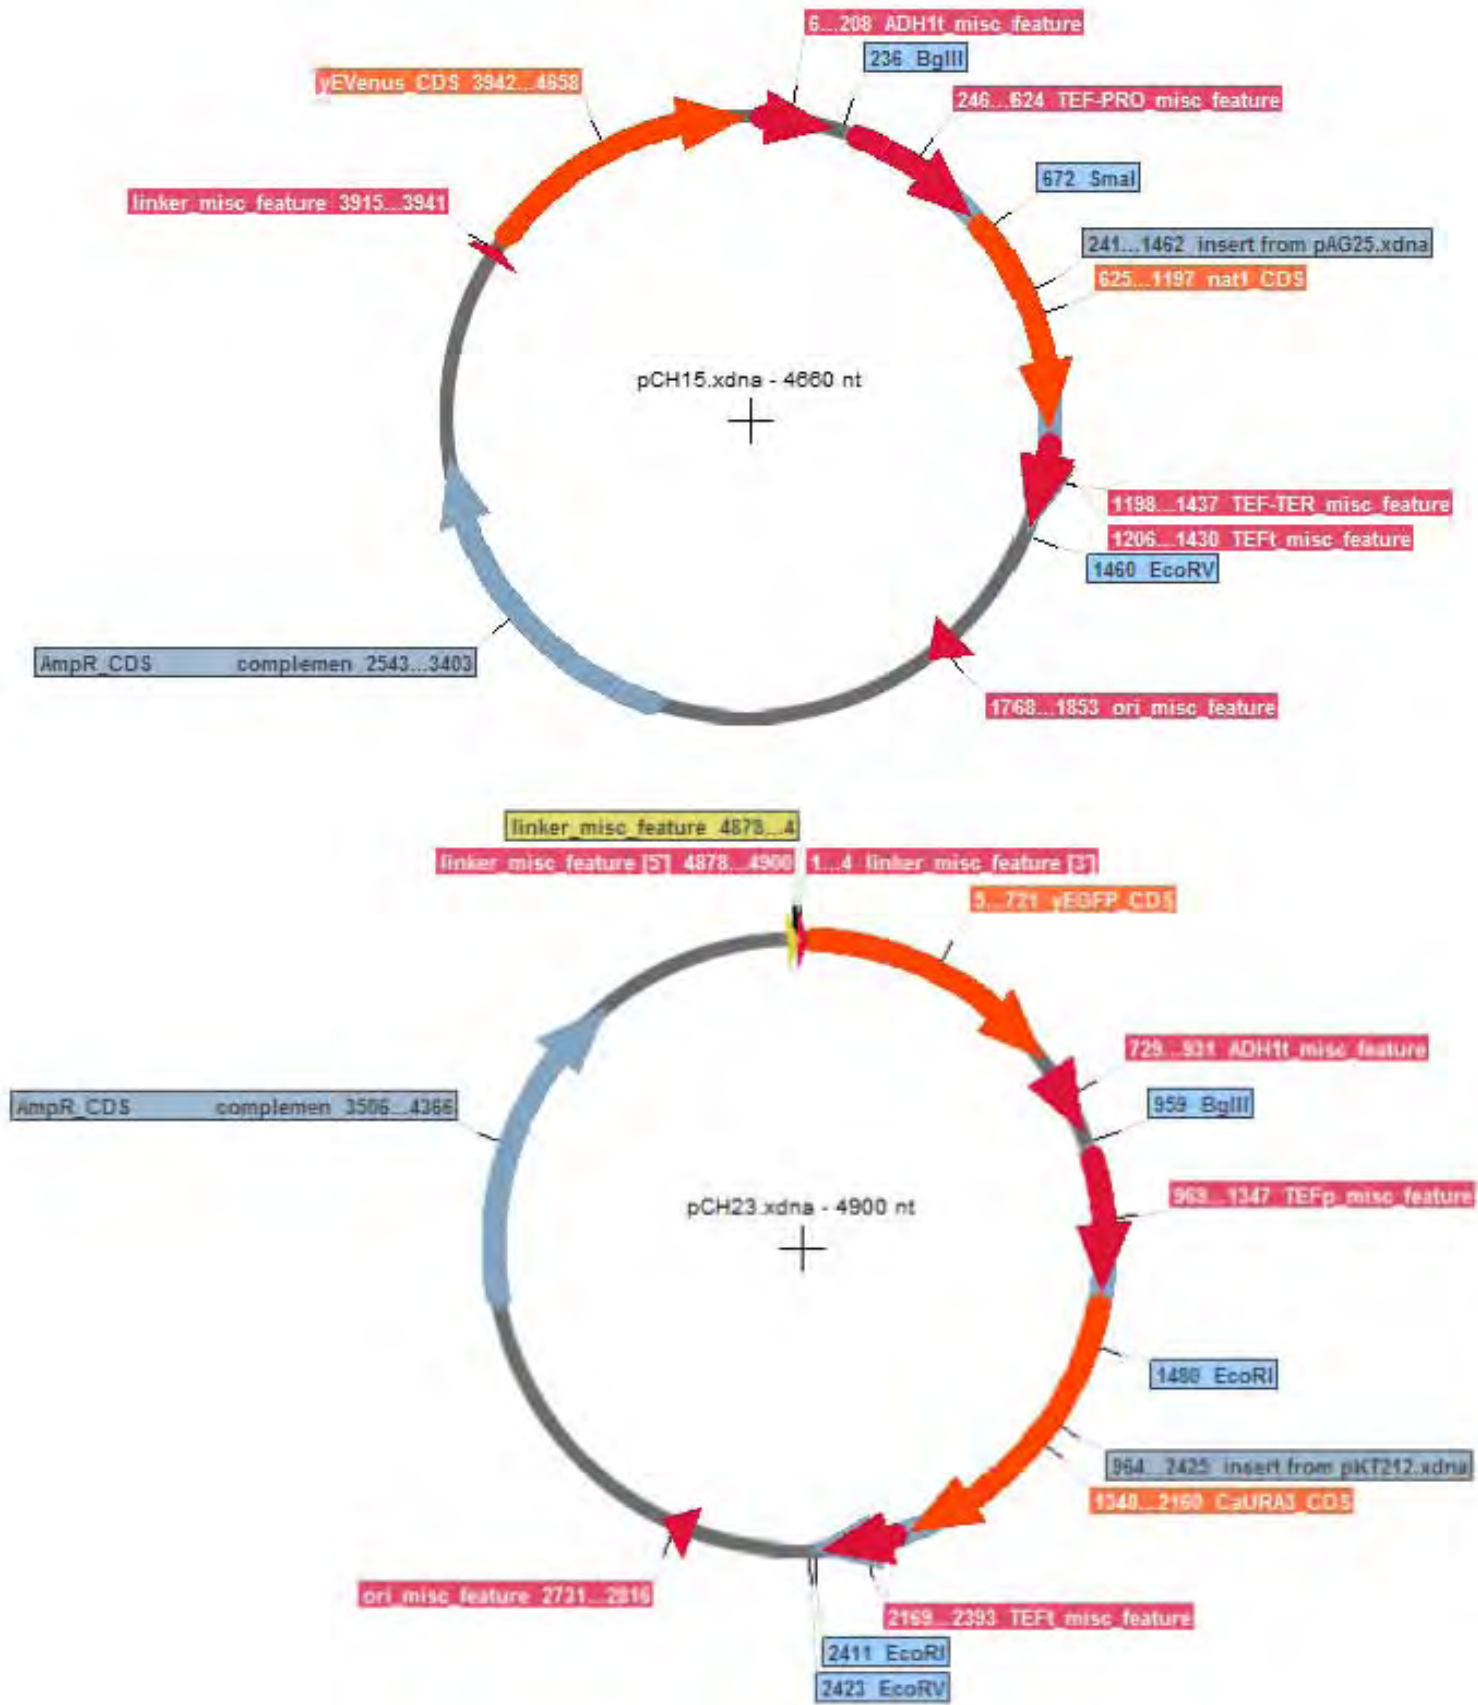 6...208 ADH1t_misc_feature
236 BglII
yEVenus_CDS 3942...4658
246...624 TEF-PRO_misc_feature
672 SmaI
linker_misc_feature 3915...3941
241...1462 insert from pAG25.xdna
625...1197 nat1_CDS
pCH15.xdna - 4660 nt
1198...1437 TEF-TER_misc_feature
1206...1430 TEFt_misc_feature
1460 EcoRV
AmpR_CDS complemen 2543...3403
1768...1853 ori_misc_feature
linker_misc_feature 4878...4
linker_misc_feature [5'] 4878...4900
1...4 linker_misc_feature [3']
5...721 yEGFP_CDS
729...931 ADH1t_misc_feature
AmpR_CDS complemen 3506...4366
959 BglII
963...1347 TEFp_misc_feature
pCH23.xdna - 4900 nt
1480 EcoRI
964...2425 insert from pKT212.xdna
1348...2160 CaURA3_CDS
ori_misc_feature 2731...2816
2169...2393 TEFt_misc_feature
2411 EcoRI
2423 EcoRV